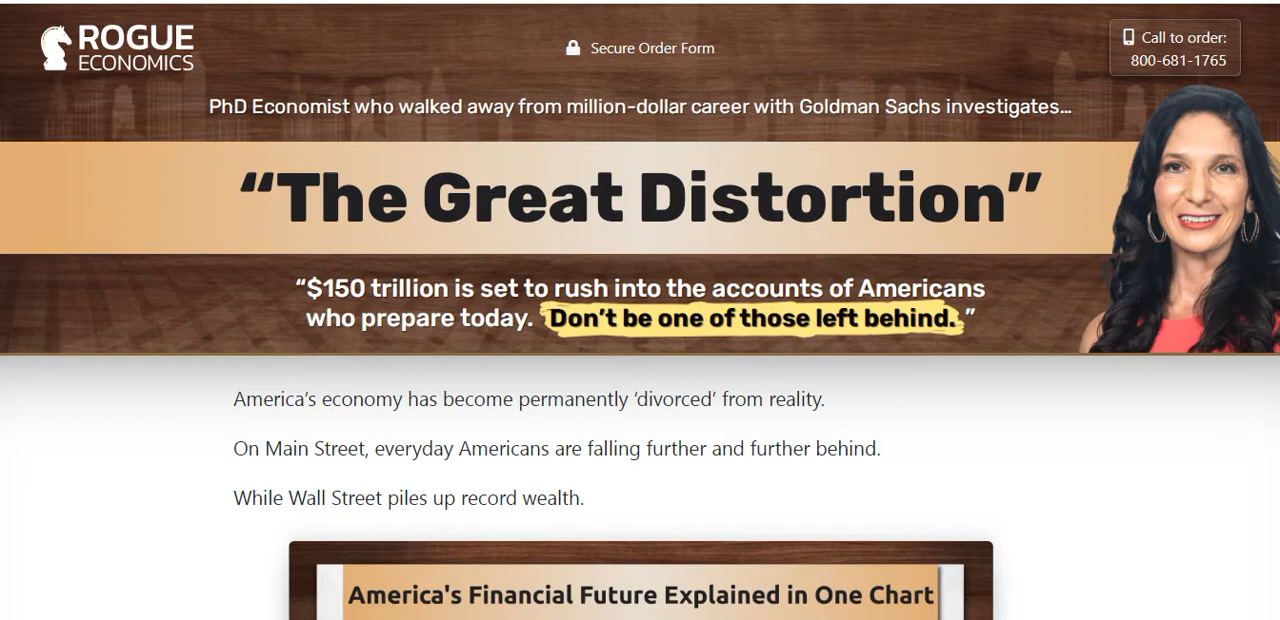 ROGUE
ECONOMICS
Secure Order Form
Call to order:
800-681-1765
PhD Economist who walked away from million-dollar career with Goldman Sachs investigates...
“The Great Distortion”
“$150 trillion is set to rush into the accounts of Americans
who prepare today. Don’t be one of those left behind.”
America’s economy has become permanently ‘divorced’ from reality.
On Main Street, everyday Americans are falling further and further behind.
While Wall Street piles up record wealth.
America's Financial Future Explained in One Chart